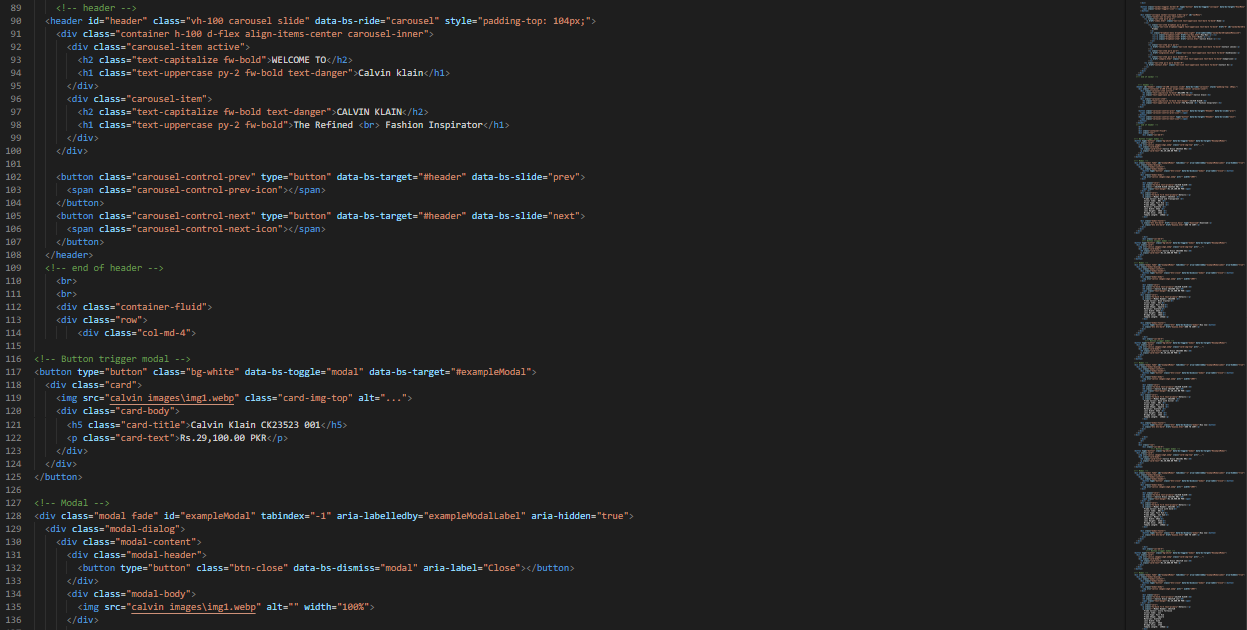 89 <!-- header -->
90 <header id="header" class="vh-100 carousel slide" data-bs-ride="carousel" style="padding-top: 104px;">
91 <div class="container h-100 d-flex align-items-center carousel-inner">
92 <div class="carousel-item active">
93 <h2 class="text-capitalize fw-bold">WELCOME TO</h2>
94 <h1 class="text-uppercase py-2 fw-bold text-danger">Calvin klain</h1>
95 </div>
96 <div class="carousel-item">
97 <h2 class="text-capitalize fw-bold text-danger">CALVIN KLAIN</h2>
98 <h1 class="text-uppercase py-2 fw-bold">The Refined <br> Fashion Inspirator</h1>
99 </div>
100 </div>
101
102 <button class="carousel-control-prev" type="button" data-bs-target="#header" data-bs-slide="prev">
103 <span class="carousel-control-prev-icon"></span>
104 </button>
105 <button class="carousel-control-next" type="button" data-bs-target="#header" data-bs-slide="next">
106 <span class="carousel-control-next-icon"></span>
107 </button>
108 </header>
109 <!-- end of header -->
110 <br>
111 <br>
112 <div class="container-fluid">
113 <div class="row">
114 <div class="col-md-4">
115
116 <!-- Button trigger modal -->
117 <button type="button" class="bg-white" data-bs-toggle="modal" data-bs-target="#exampleModal">
118 <div class="card">
119 <img src="calvin images\img1.webp" class="card-img-top" alt="...">
120 <div class="card-body">
121 <h5 class="card-title">Calvin Klain CK23523 001</h5>
122 <p class="card-text">Rs.29,100.00 PKR</p>
123 </div>
124 </div>
125 </button>
126
127 <!-- Modal -->
128 <div class="modal fade" id="exampleModal" tabindex="-1" aria-labelledby="exampleModalLabel" aria-hidden="true">
129 <div class="modal-dialog">
130 <div class="modal-content">
131 <div class="modal-header">
132 <button type="button" class="btn-close" data-bs-dismiss="modal" aria-label="Close"></button>
133 </div>
134 <div class="modal-body">
135 <img src="calvin images\img1.webp" alt="" width="100%">
136 </div>